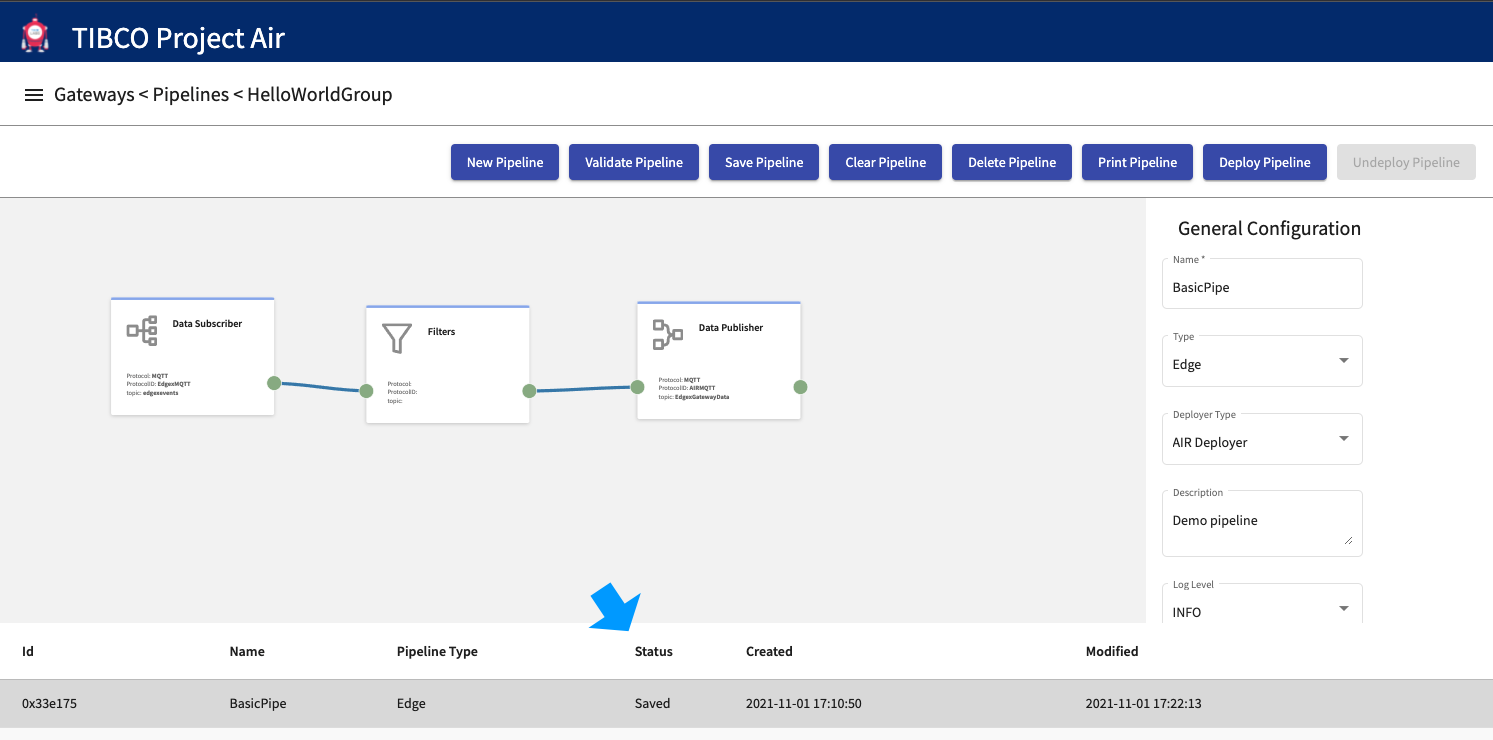 TIBCO Project Air
Gateways < Pipelines < HelloWorldGroup
New Pipeline Validate Pipeline Save Pipeline Clear Pipeline Delete Pipeline Print Pipeline Deploy Pipeline Undeploy Pipeline
Data Subscriber
Protocol: MQTT
ProtocolID: EdgexMQTT
topic: edgexevents
Filters
Protocol:
ProtocolID:
topic:
Data Publisher
Protocol: MQTT
ProtocolID: AIRMQTT
topic: EdgexGatewayData
General Configuration
Name *
BasicPipe
Type
Edge
Deployer Type
AIR Deployer
Description
Demo pipeline
Log Level
INFO
Id Name Pipeline Type Status Created Modified
0x33e175 BasicPipe Edge Saved 2021-11-01 17:10:50 2021-11-01 17:22:13